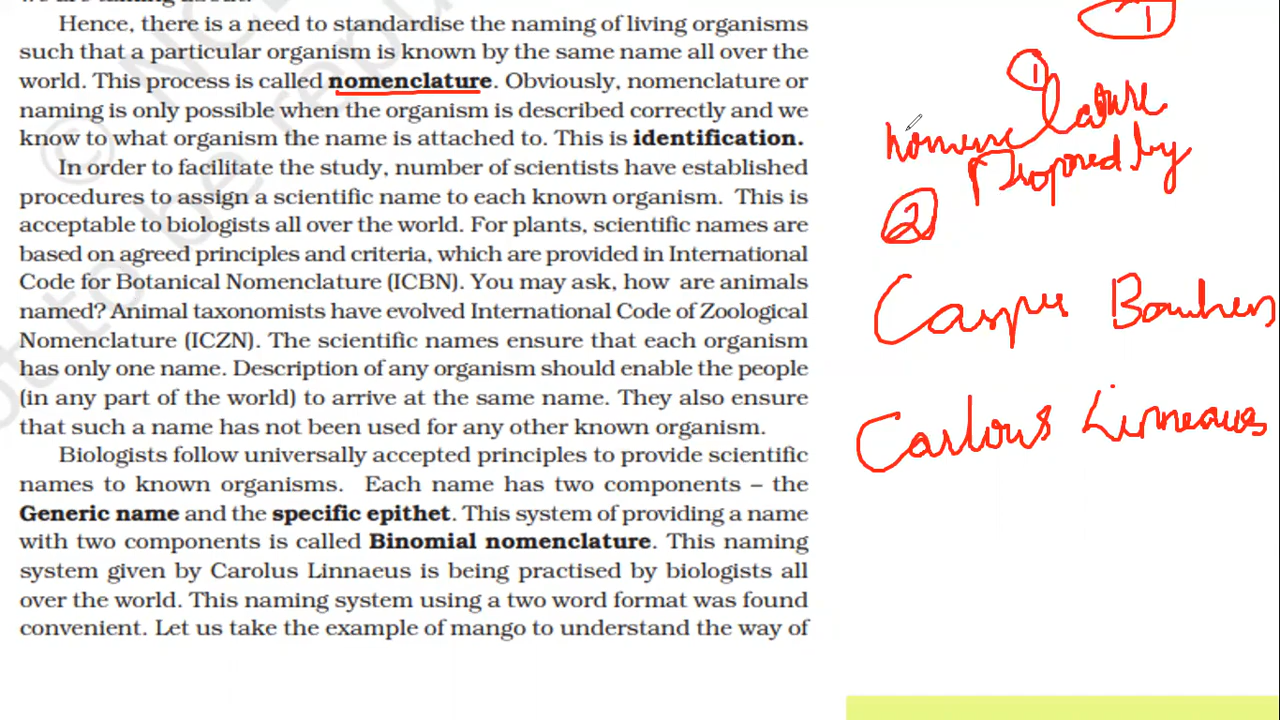 Hence, there is a need to standardise the naming of living organisms
such that a particular organism is known by the same name all over the
world. This process is called nomenclature. Obviously, nomenclature or
naming is only possible when the organism is described correctly and we
know to what organism the name is attached to. This is identification.
In order to facilitate the study, number of scientists have established
procedures to assign a scientific name to each known organism. This is
acceptable to biologists all over the world. For plants, scientific names are
based on agreed principles and criteria, which are provided in International
Code for Botanical Nomenclature (ICBN). You may ask, how are animals
named? Animal taxonomists have evolved International Code of Zoological
Nomenclature (ICZN). The scientific names ensure that each organism
has only one name. Description of any organism should enable the people
(in any part of the world) to arrive at the same name. They also ensure
that such a name has not been used for any other known organism.
Biologists follow universally accepted principles to provide scientific
names to known organisms. Each name has two components – the
Generic name and the specific epithet. This system of providing a name
with two components is called Binomial nomenclature. This naming
system given by Carolus Linnaeus is being practised by biologists all
over the world. This naming system using a two word format was found
convenient. Let us take the example of mango to understand the way of
1
nomenclature
Proposed by
2
Carlous Linneaus